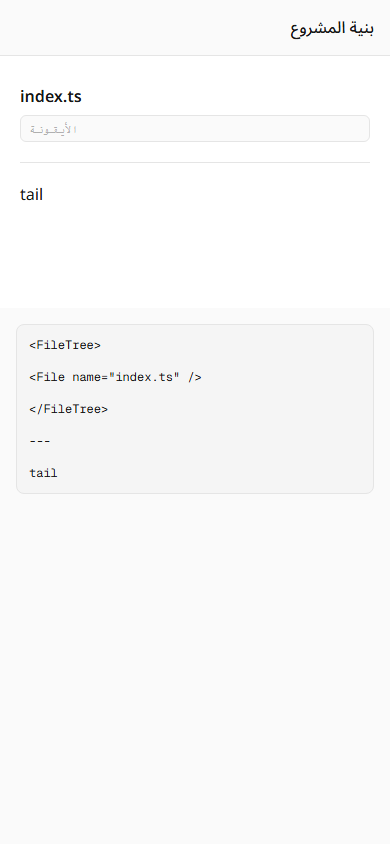 بنية المشروع
index.ts
الأيقونة
tail
<FileTree>
<File name="index.ts" />
</FileTree>
---
tail